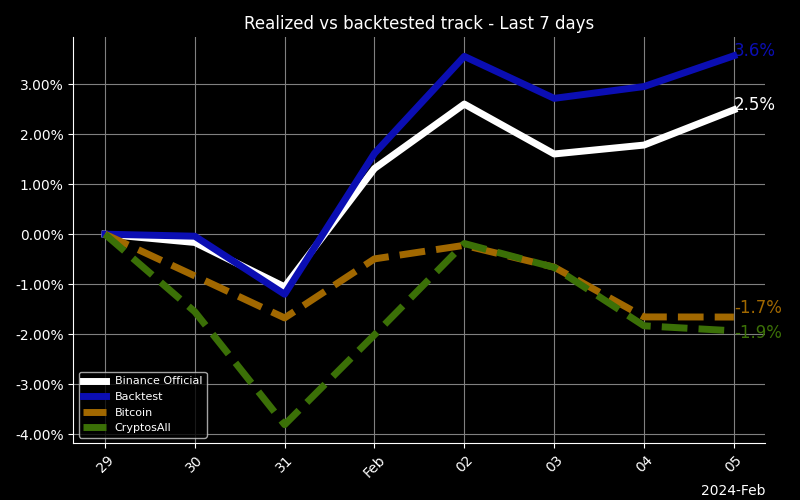 Realized vs backtested track - Last 7 days
3.6%
3.00%
2.5%
2.00%
1.00%
0.00%
-1.00%
-1.7%
-2.00%
-1.9%
-3.00%
-4.00%
Binance Official
Backtest
Bitcoin
CryptosAll
29 30 31 Feb 02 03 04 05
2024-Feb